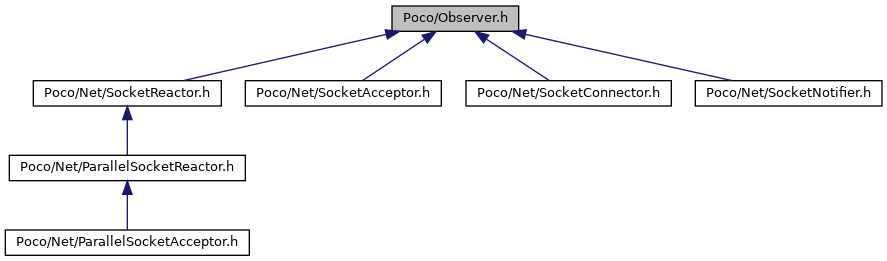 Poco/Observer.h
Poco/Net/SocketReactor.h
Poco/Net/SocketAcceptor.h
Poco/Net/SocketConnector.h
Poco/Net/SocketNotifier.h
Poco/Net/ParallelSocketReactor.h
Poco/Net/ParallelSocketAcceptor.h